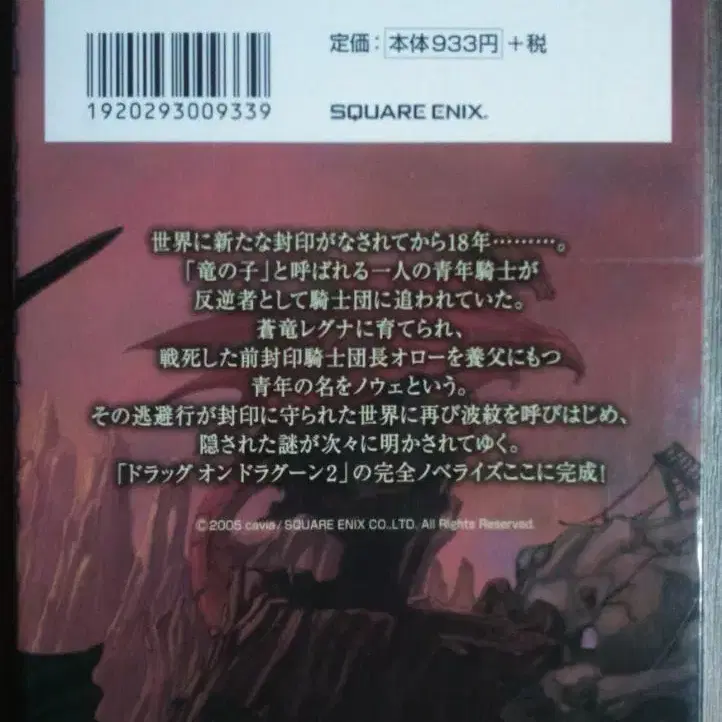 定価：本体933円＋税
1920293009339
SQUARE ENIX.
世界に新たな封印がなされてから18年………。
「竜の子」と呼ばれる一人の青年騎士が
反逆者として騎士団に追われていた。
蒼竜レグナに育てられ、
戦死した前封印騎士団長オローを養父にもつ
青年の名をノウェという。
その逃避行が封印に守られた世界に再び波紋を呼びはじめ、
隠された謎が次々に明かされてゆく。
「ドラッグ オン ドラグーン2」の完全ノベライズここに完成！
©2005 cavia/SQUARE ENIX CO.,LTD. All Rights Reserved.